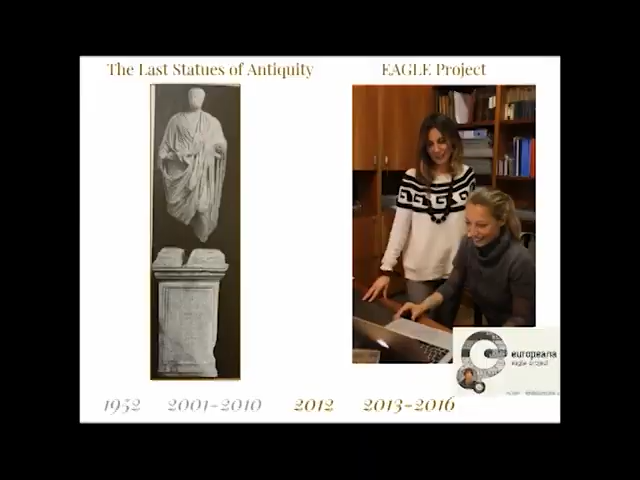 The Last Statues of Antiquity
EAGLE Project
europeana
eagle project
1952 2001-2010 2012 2013-2016